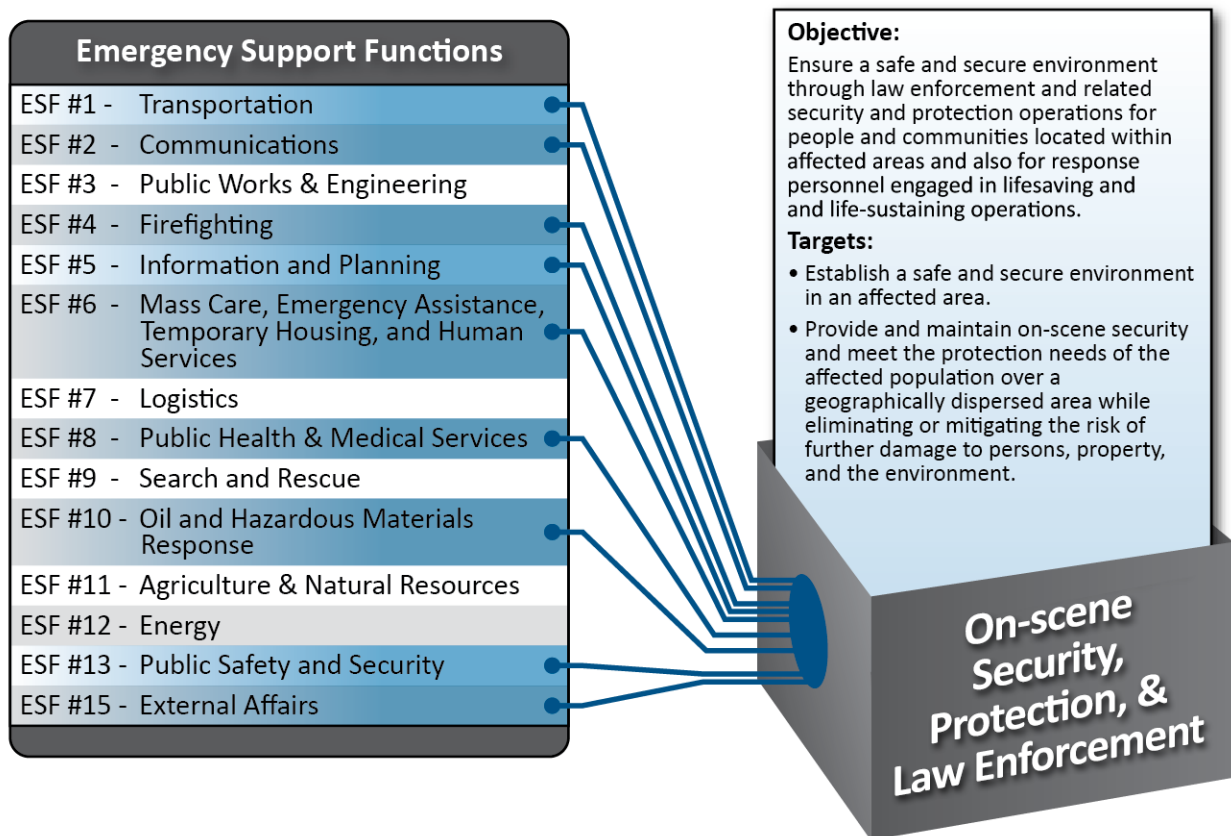 Emergency Support Functions
ESF #1 - Transportation
ESF #2 - Communications
ESF #3 - Public Works & Engineering
ESF #4 - Firefighting
ESF #5 - Information and Planning
ESF #6 - Mass Care, Emergency Assistance,
Temporary Housing, and Human
Services
ESF #7 - Logistics
ESF #8 - Public Health & Medical Services
ESF #9 - Search and Rescue
ESF #10 - Oil and Hazardous Materials
Response
ESF #11 - Agriculture & Natural Resources
ESF #12 - Energy
ESF #13 - Public Safety and Security
ESF #15 - External Affairs
Objective:
Ensure a safe and secure environment
through law enforcement and related
security and protection operations for
people and communities located within
affected areas and also for response
personnel engaged in lifesaving and
and life-sustaining operations.
Targets:
• Establish a safe and secure environment
in an affected area.
• Provide and maintain on-scene security
and meet the protection needs of the
affected population over a
geographically dispersed area while
eliminating or mitigating the risk of
further damage to persons, property,
and the environment.
On-scene
Security,
Protection, &
Law Enforcement